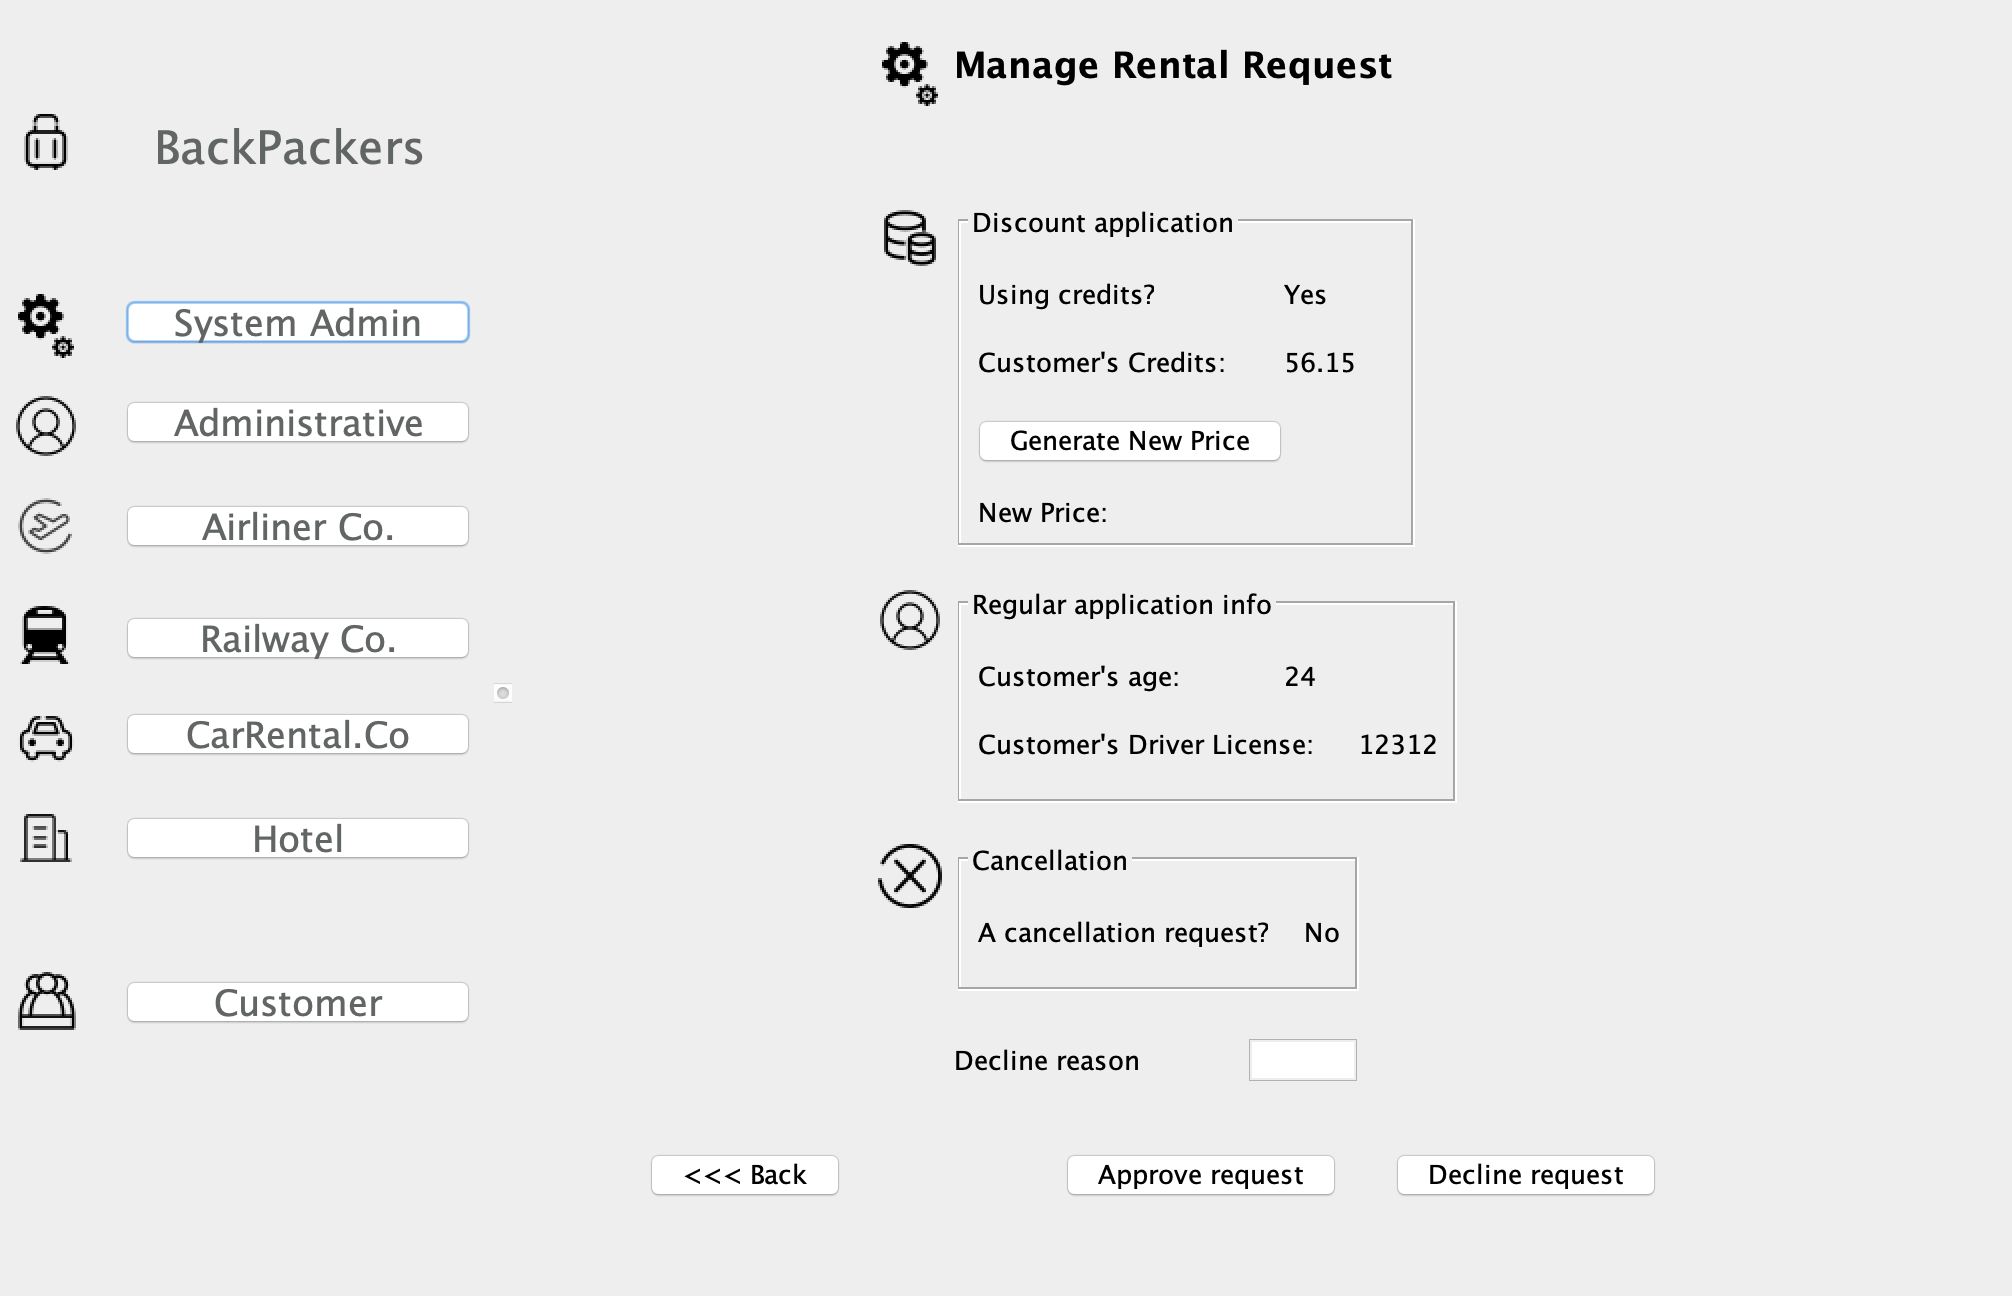 BackPackers
System Admin
Administrative
Airliner Co.
Railway Co.
CarRental.Co
Hotel
Customer
Manage Rental Request
Discount application
Using credits? Yes
Customer's Credits: 56.15
Generate New Price
New Price:
Regular application info
Customer's age: 24
Customer's Driver License: 12312
Cancellation
A cancellation request? No
Decline reason
<<< Back
Approve request
Decline request